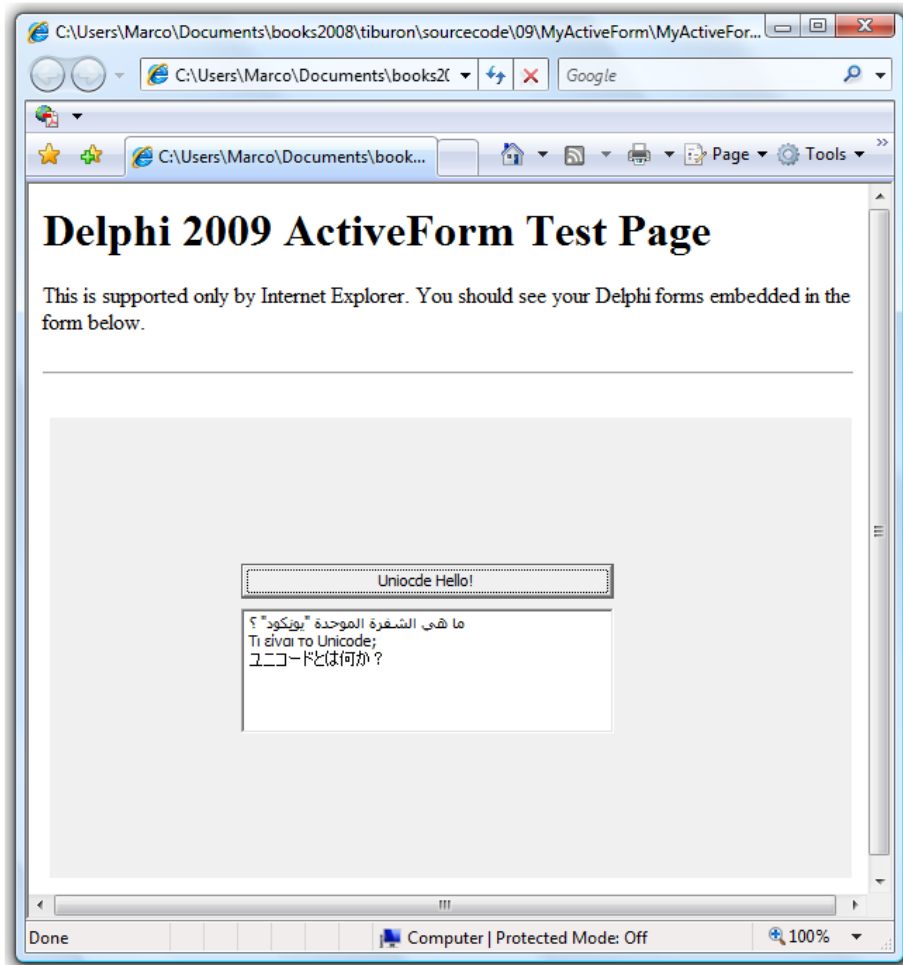 C:\Users\Marco\Documents\books2008\tiburon\sourcecode\09\MyActiveForm\MyActiveFor...
C:\Users\Marco\Documents\books2(
Google
C:\Users\Marco\Documents\book...
Page
Tools
Delphi 2009 ActiveForm Test Page
This is supported only by Internet Explorer. You should see your Delphi forms embedded in the
form below.
Uniocde Hello!
ما هي الشفرة الموحدة "يونِكود" ؟
Τι είναι το Unicode;
ユニコードとは何か？
Done
Computer | Protected Mode: Off
100%